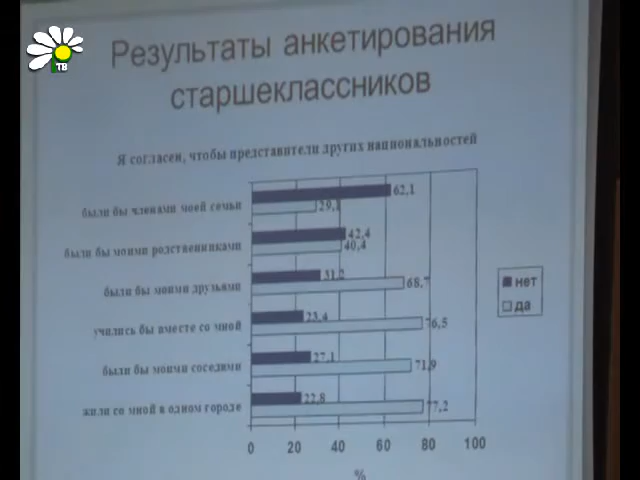 ТВ
Результаты анкетирования
старшеклассников
Я согласен, чтобы представители других национальностей
были бы членами моей семьи
62,1
29,1
были бы моими родственниками
42,4
40,4
были бы моими друзьями
31,2
68,7
учились бы вместе со мной
23,4
76,5
были бы моими соседями
27,1
71,9
жили со мной в одном городе
22,8
77,2
нет
да
0 20 40 60 80 100
%